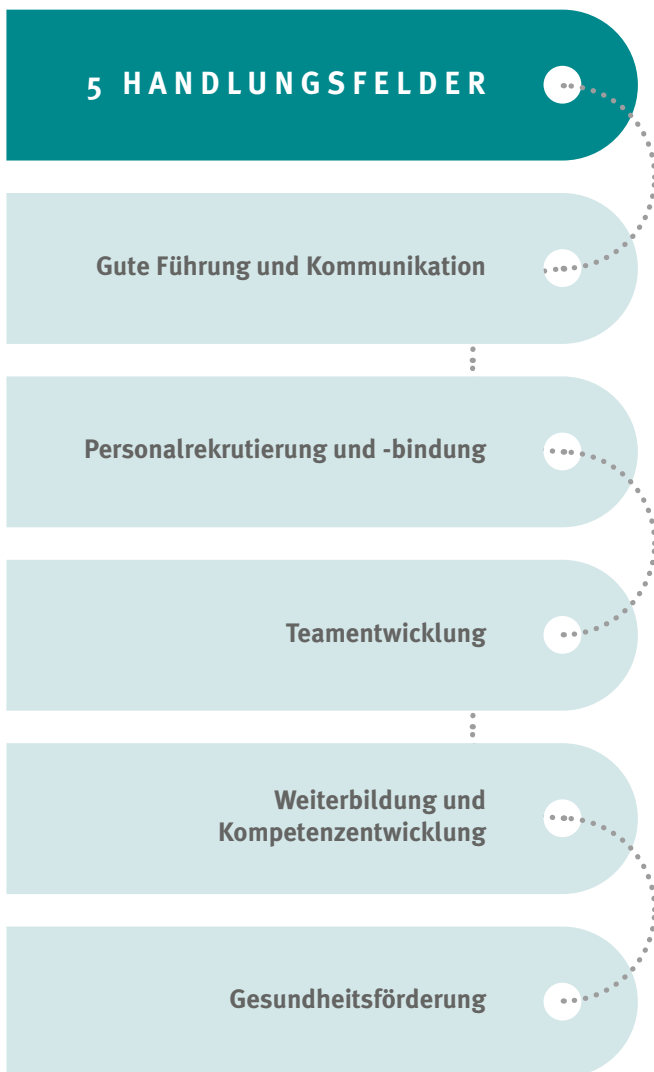 5 HANDLUNGSFELDER
Gute Führung und Kommunikation
Personalrekrutierung und -bindung
Teamentwicklung
Weiterbildung und
Kompetenzentwicklung
Gesundheitsförderung